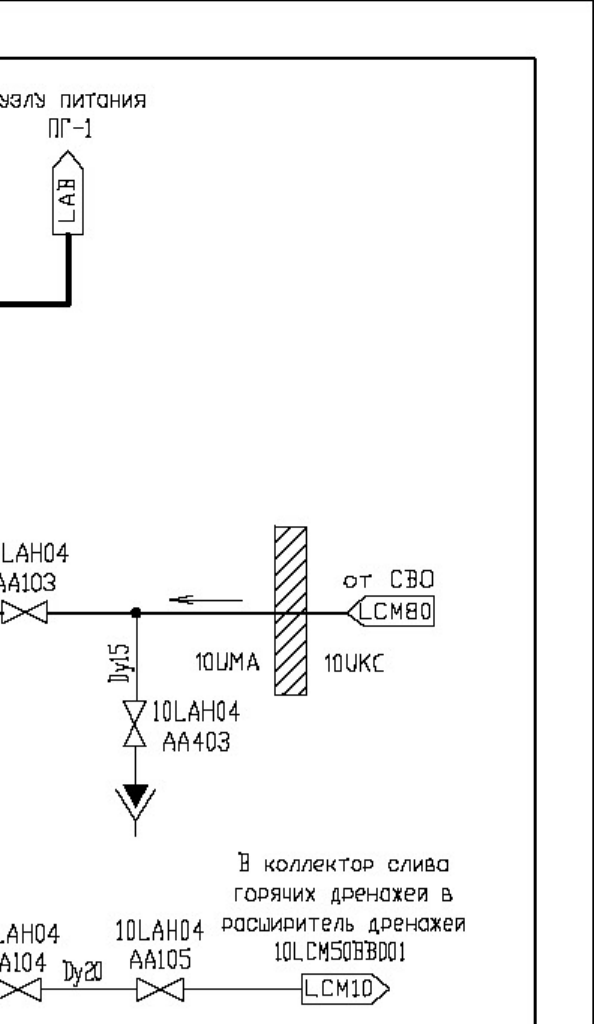 узлу питания
ПГ-1
LAB
LAH04
AA103
от СВО
LCM80
Dy15
10UMA
10UKC
10LAH04
AA403
В коллектор слива
горячих дренажей в
расширитель дренажей
10LCM50BB001
LAH04
A104
Dy20
10LAH04
AA105
LCM10